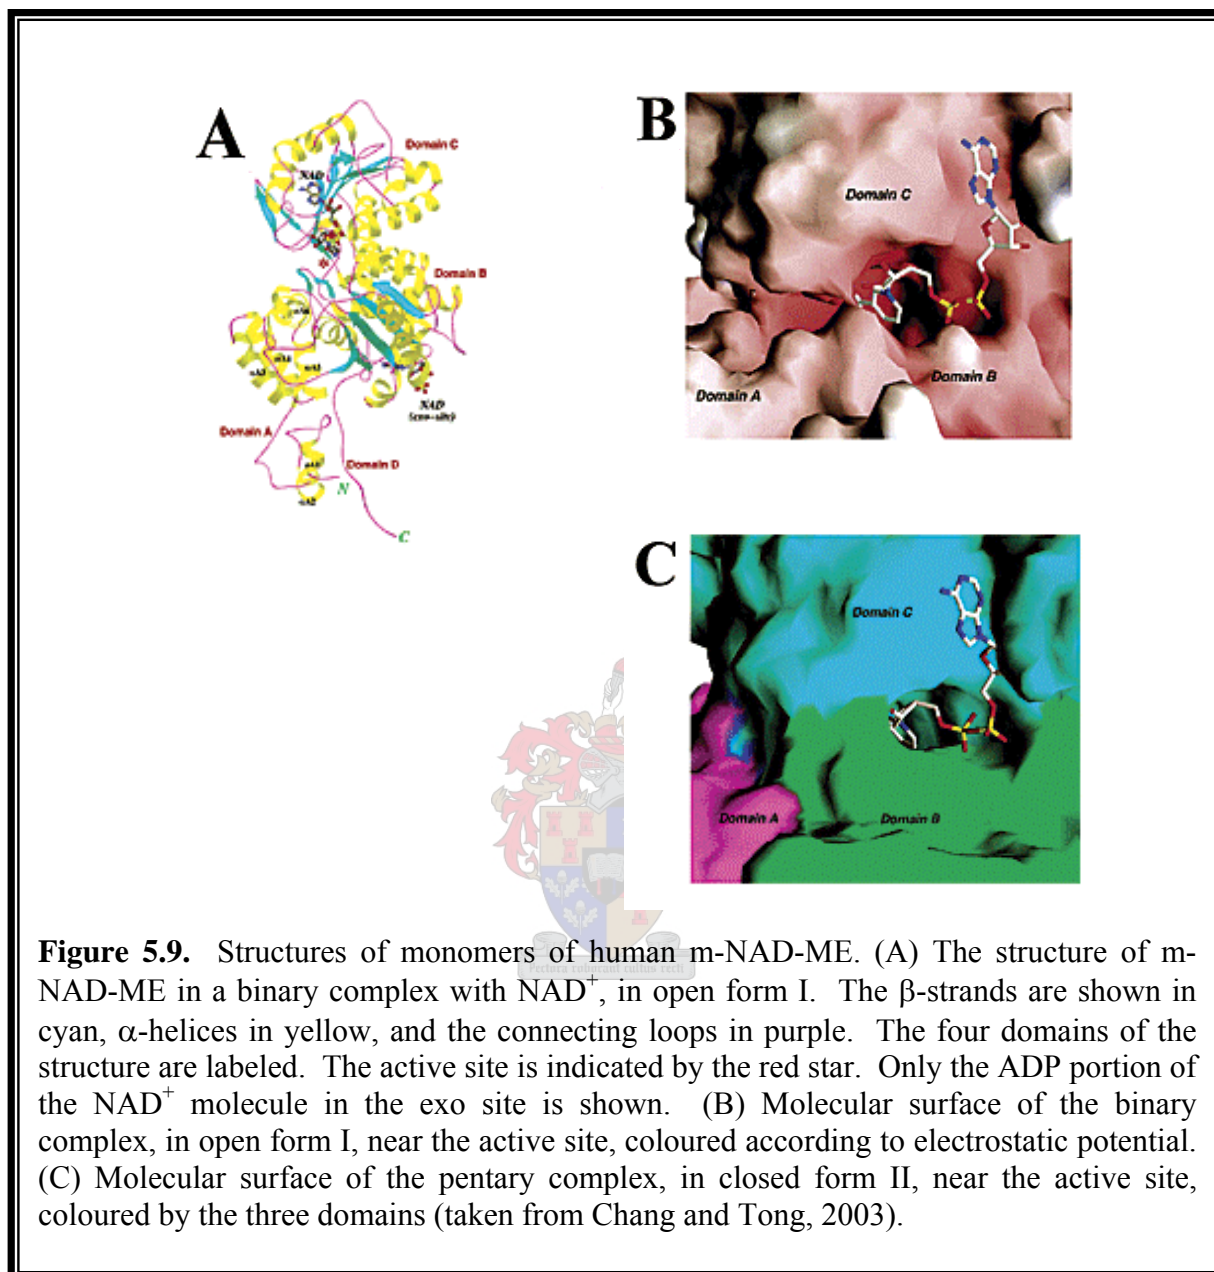 A
Domain C
NAD
Domain B
NAD
(exo-site)
Domain A
Domain D
N
C
B
Domain C
Domain B
Domain A
C
Domain C
Domain A
Domain B
Pectura roborant cultus recti
Figure 5.9. Structures of monomers of human m-NAD-ME. (A) The structure of m-
NAD-ME in a binary complex with NAD+, in open form I. The β-strands are shown in
cyan, α-helices in yellow, and the connecting loops in purple. The four domains of the
structure are labeled. The active site is indicated by the red star. Only the ADP portion of
the NAD+ molecule in the exo site is shown. (B) Molecular surface of the binary
complex, in open form I, near the active site, coloured according to electrostatic potential.
(C) Molecular surface of the pentary complex, in closed form II, near the active site,
coloured by the three domains (taken from Chang and Tong, 2003).